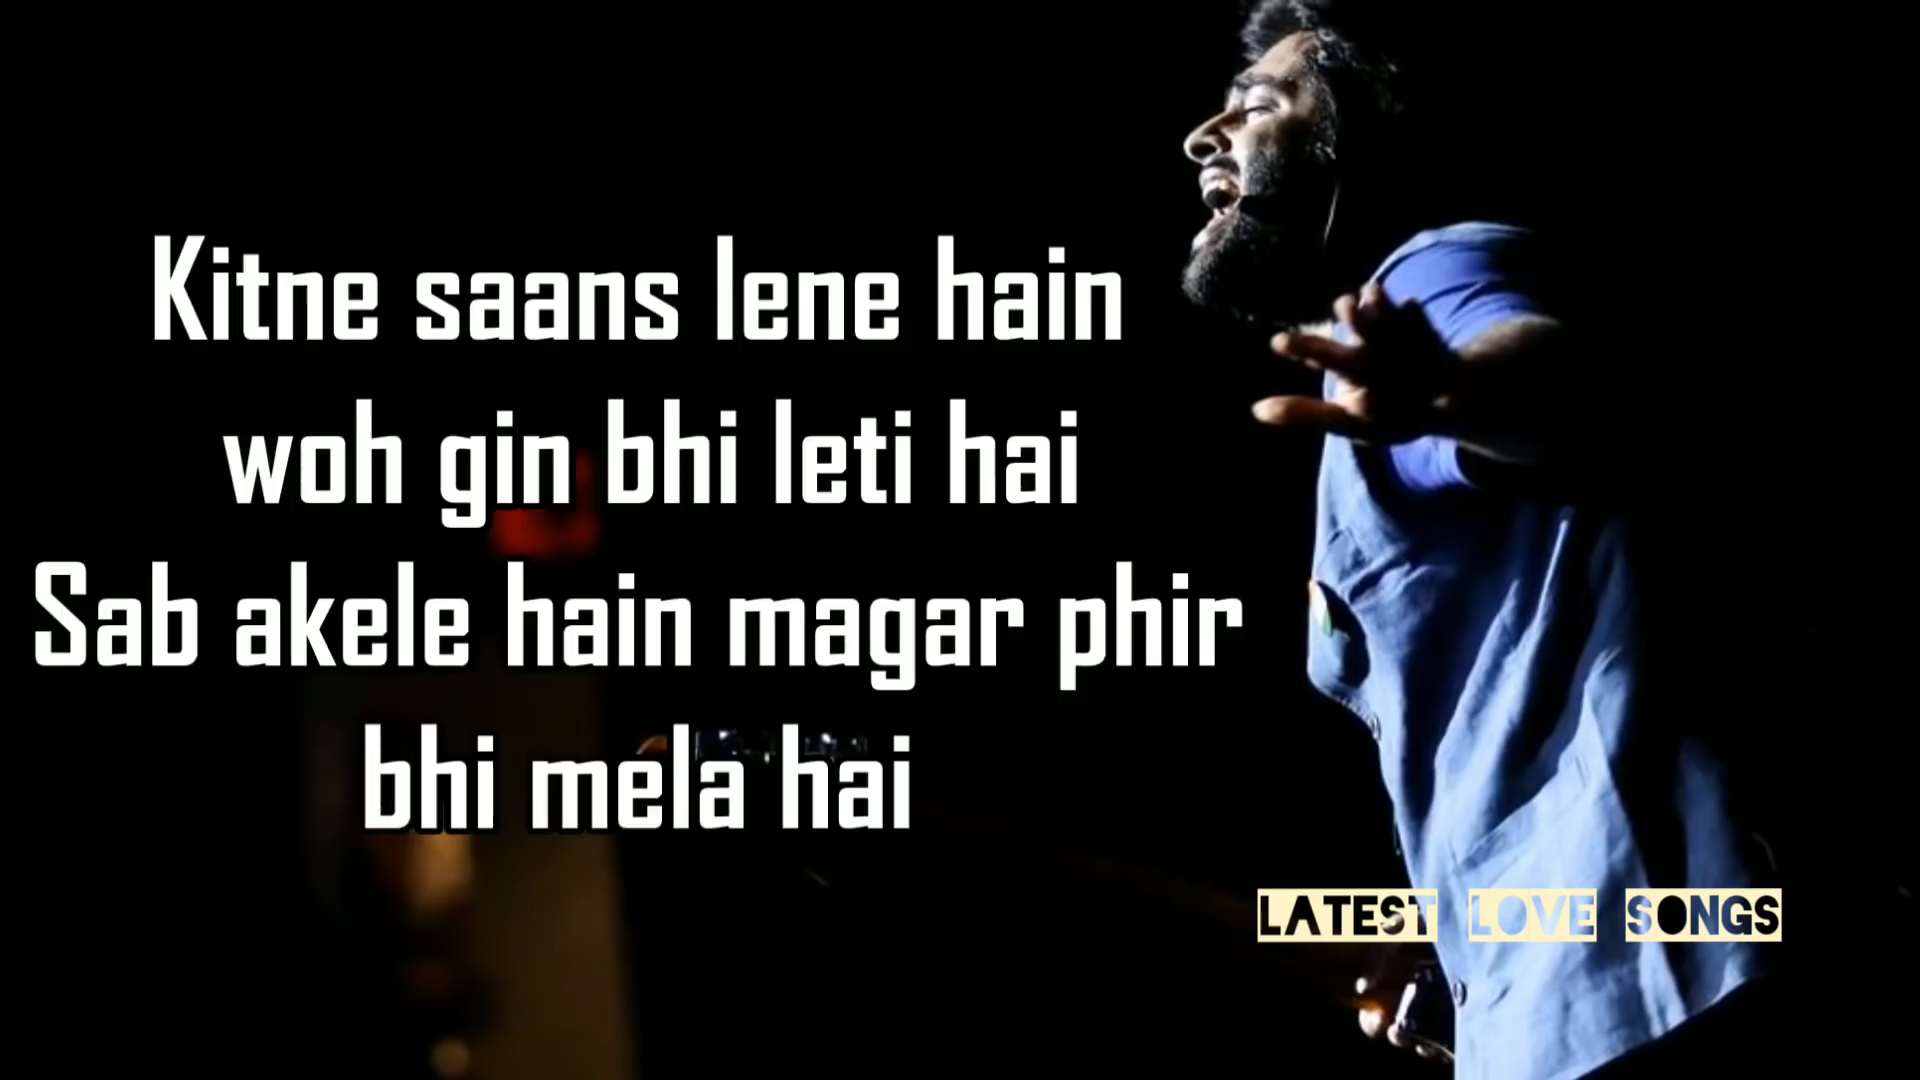 Kitne saans lene hain
woh gin bhi leti hai
Sab akele hain magar phir
bhi mela hai
LATEST LOVE SONGS